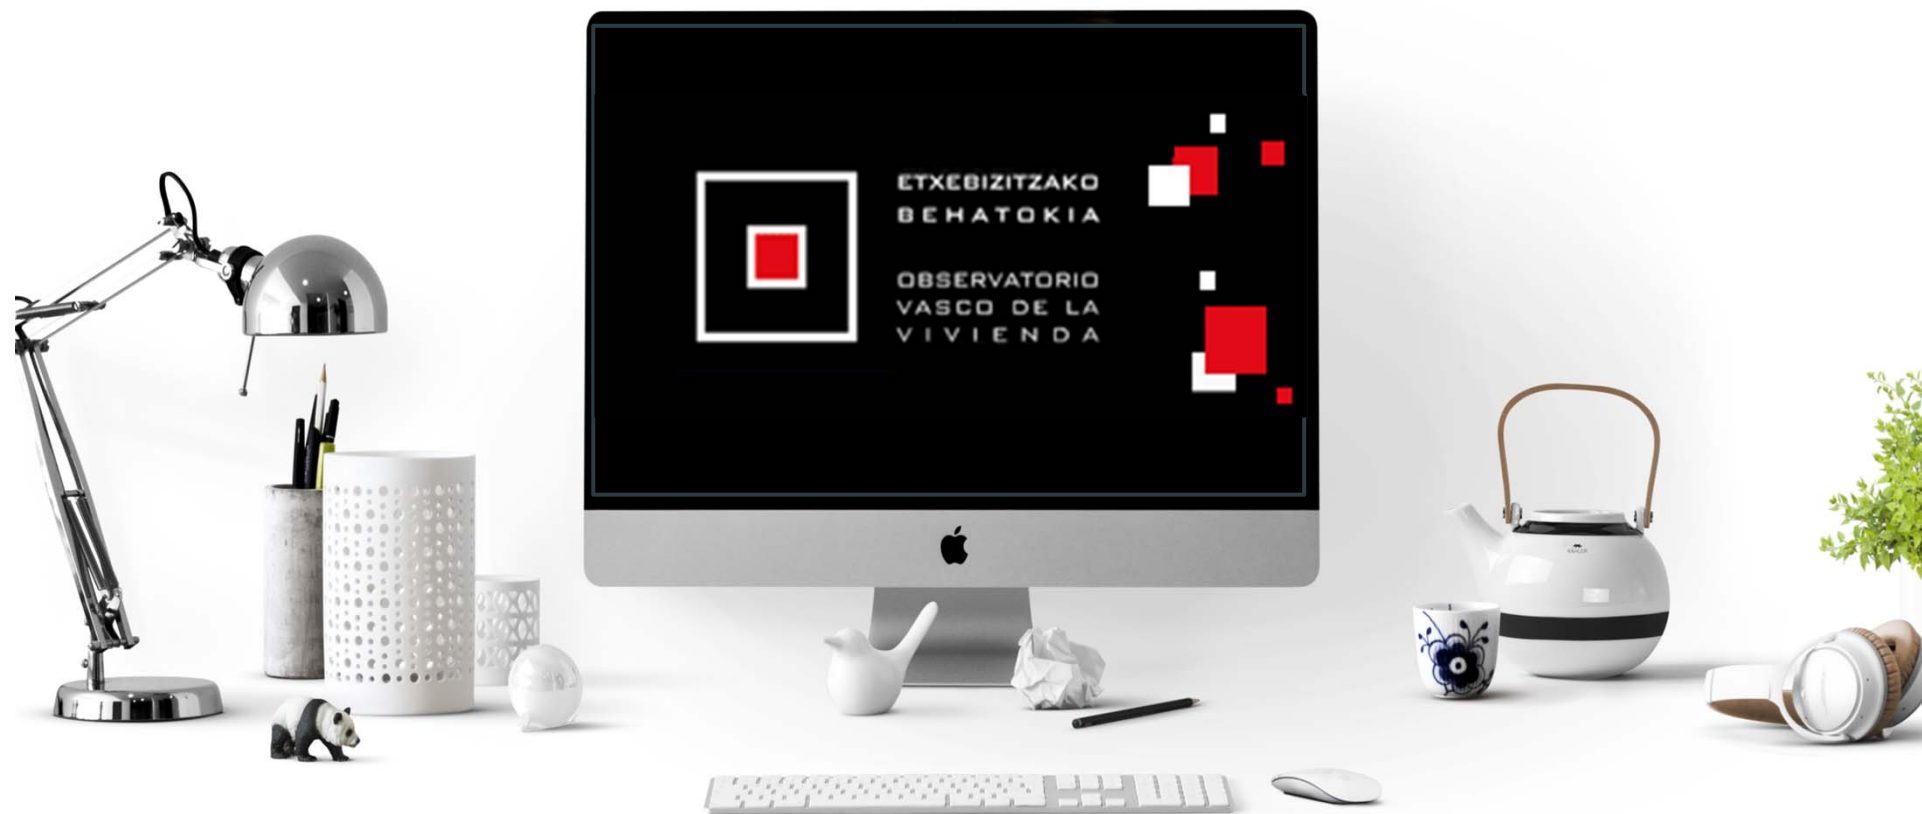 ETXEBIZITZAKO
BEHATOKIA
OBSERVATORIO
VASCO DE LA
VIVIENDA